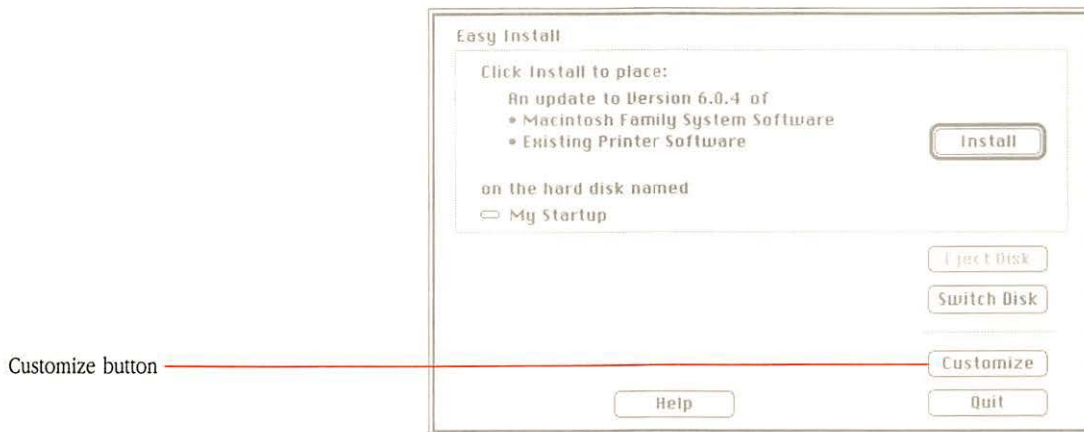 Easy Install
Click Install to place:
An update to Version 6.0.4 of
• Macintosh Family System Software
• Existing Printer Software
Install
on the hard disk named
My Startup
Eject Disk
Switch Disk
Customize button
Customize
Help
Quit